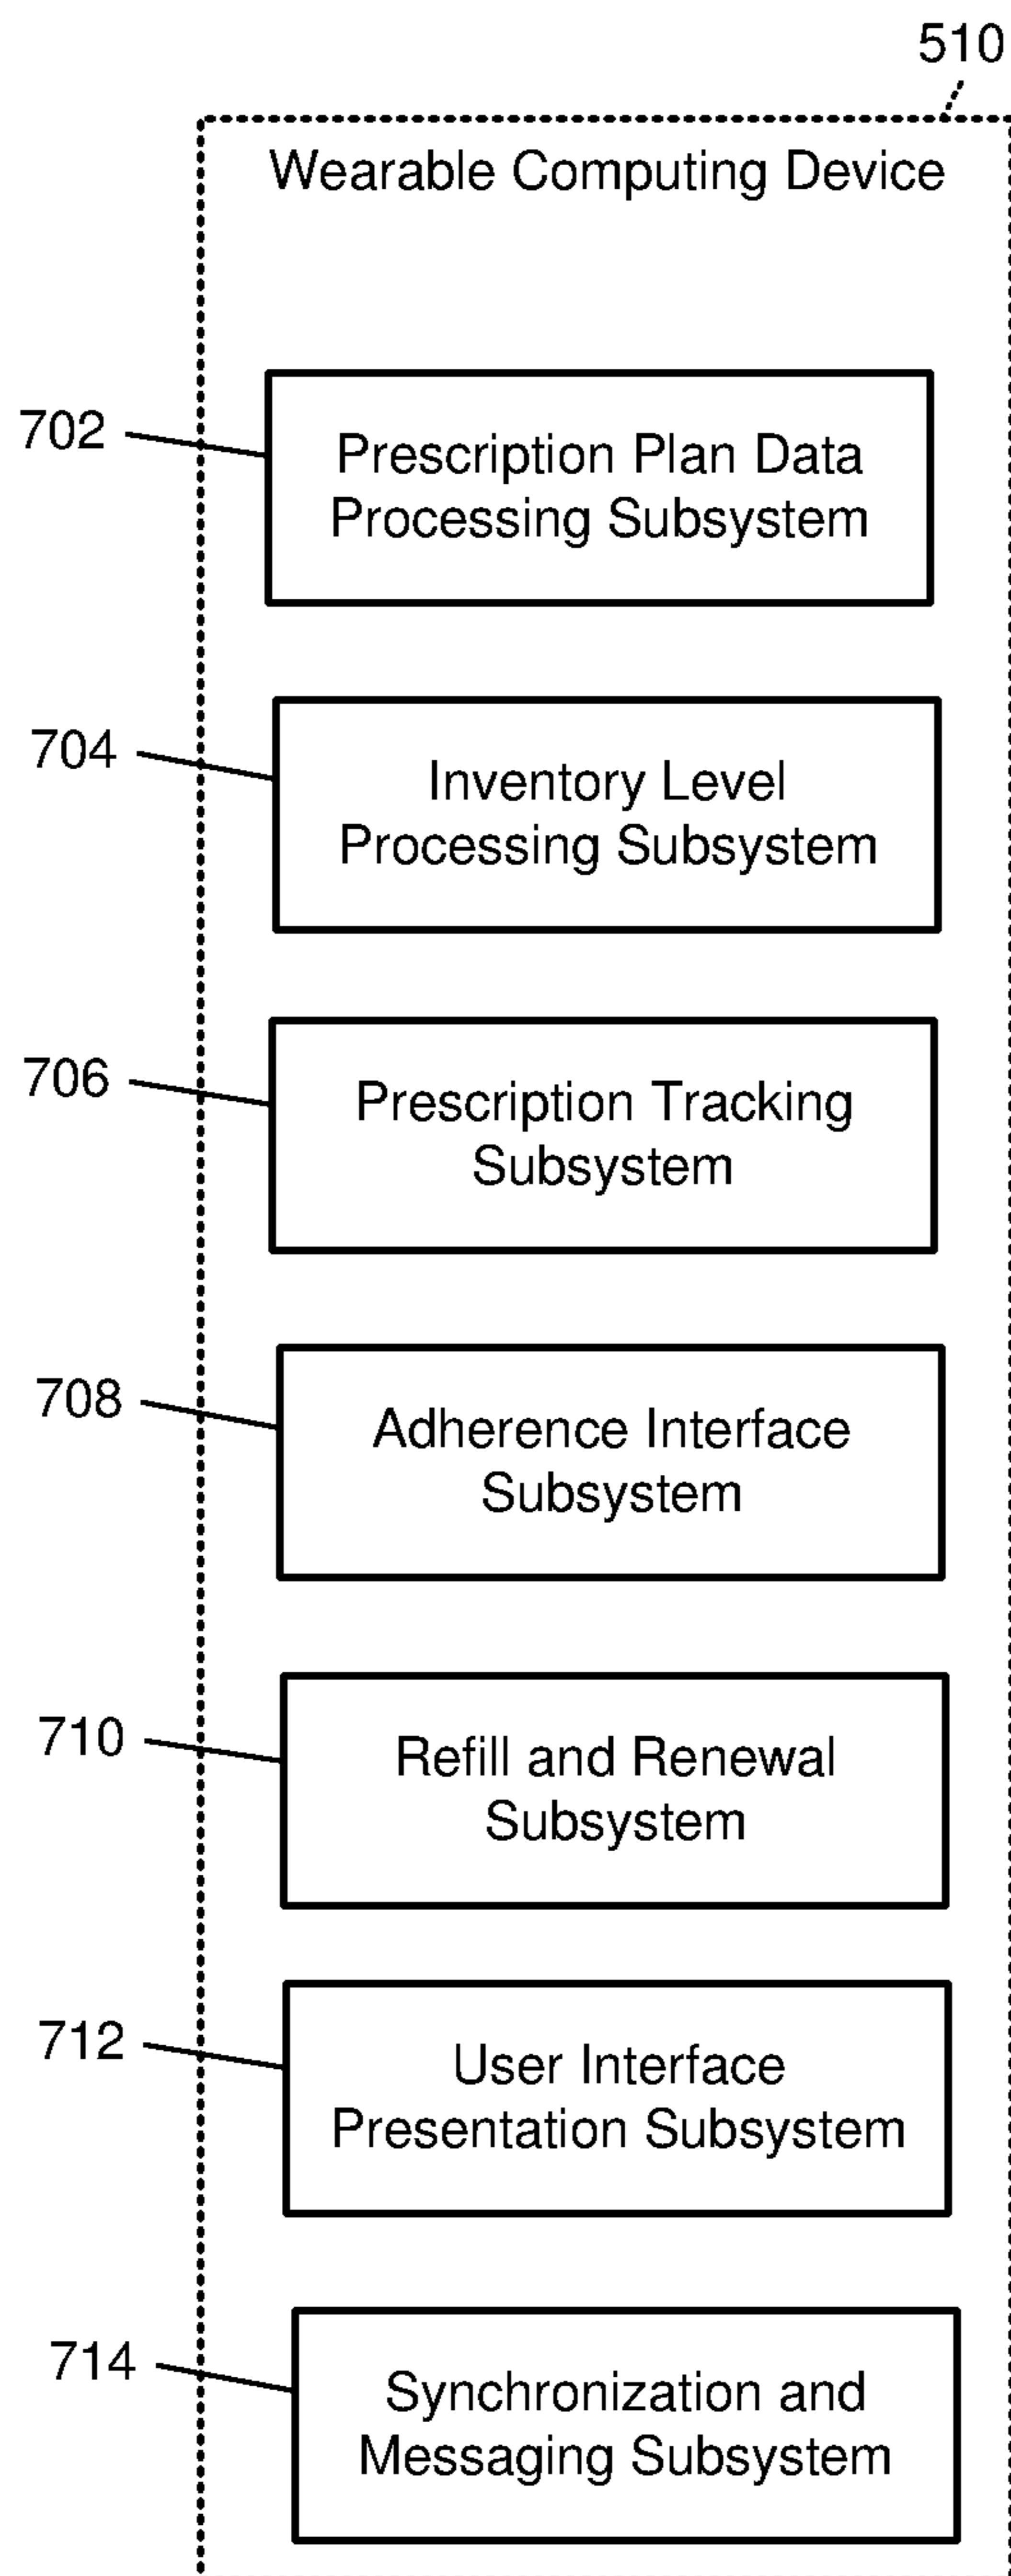 510
Wearable Computing Device
702
Prescription Plan Data
Processing Subsystem
704
Inventory Level
Processing Subsystem
706
Prescription Tracking
Subsystem
708
Adherence Interface
Subsystem
710
Refill and Renewal
Subsystem
712
User Interface
Presentation Subsystem
714
Synchronization and
Messaging Subsystem